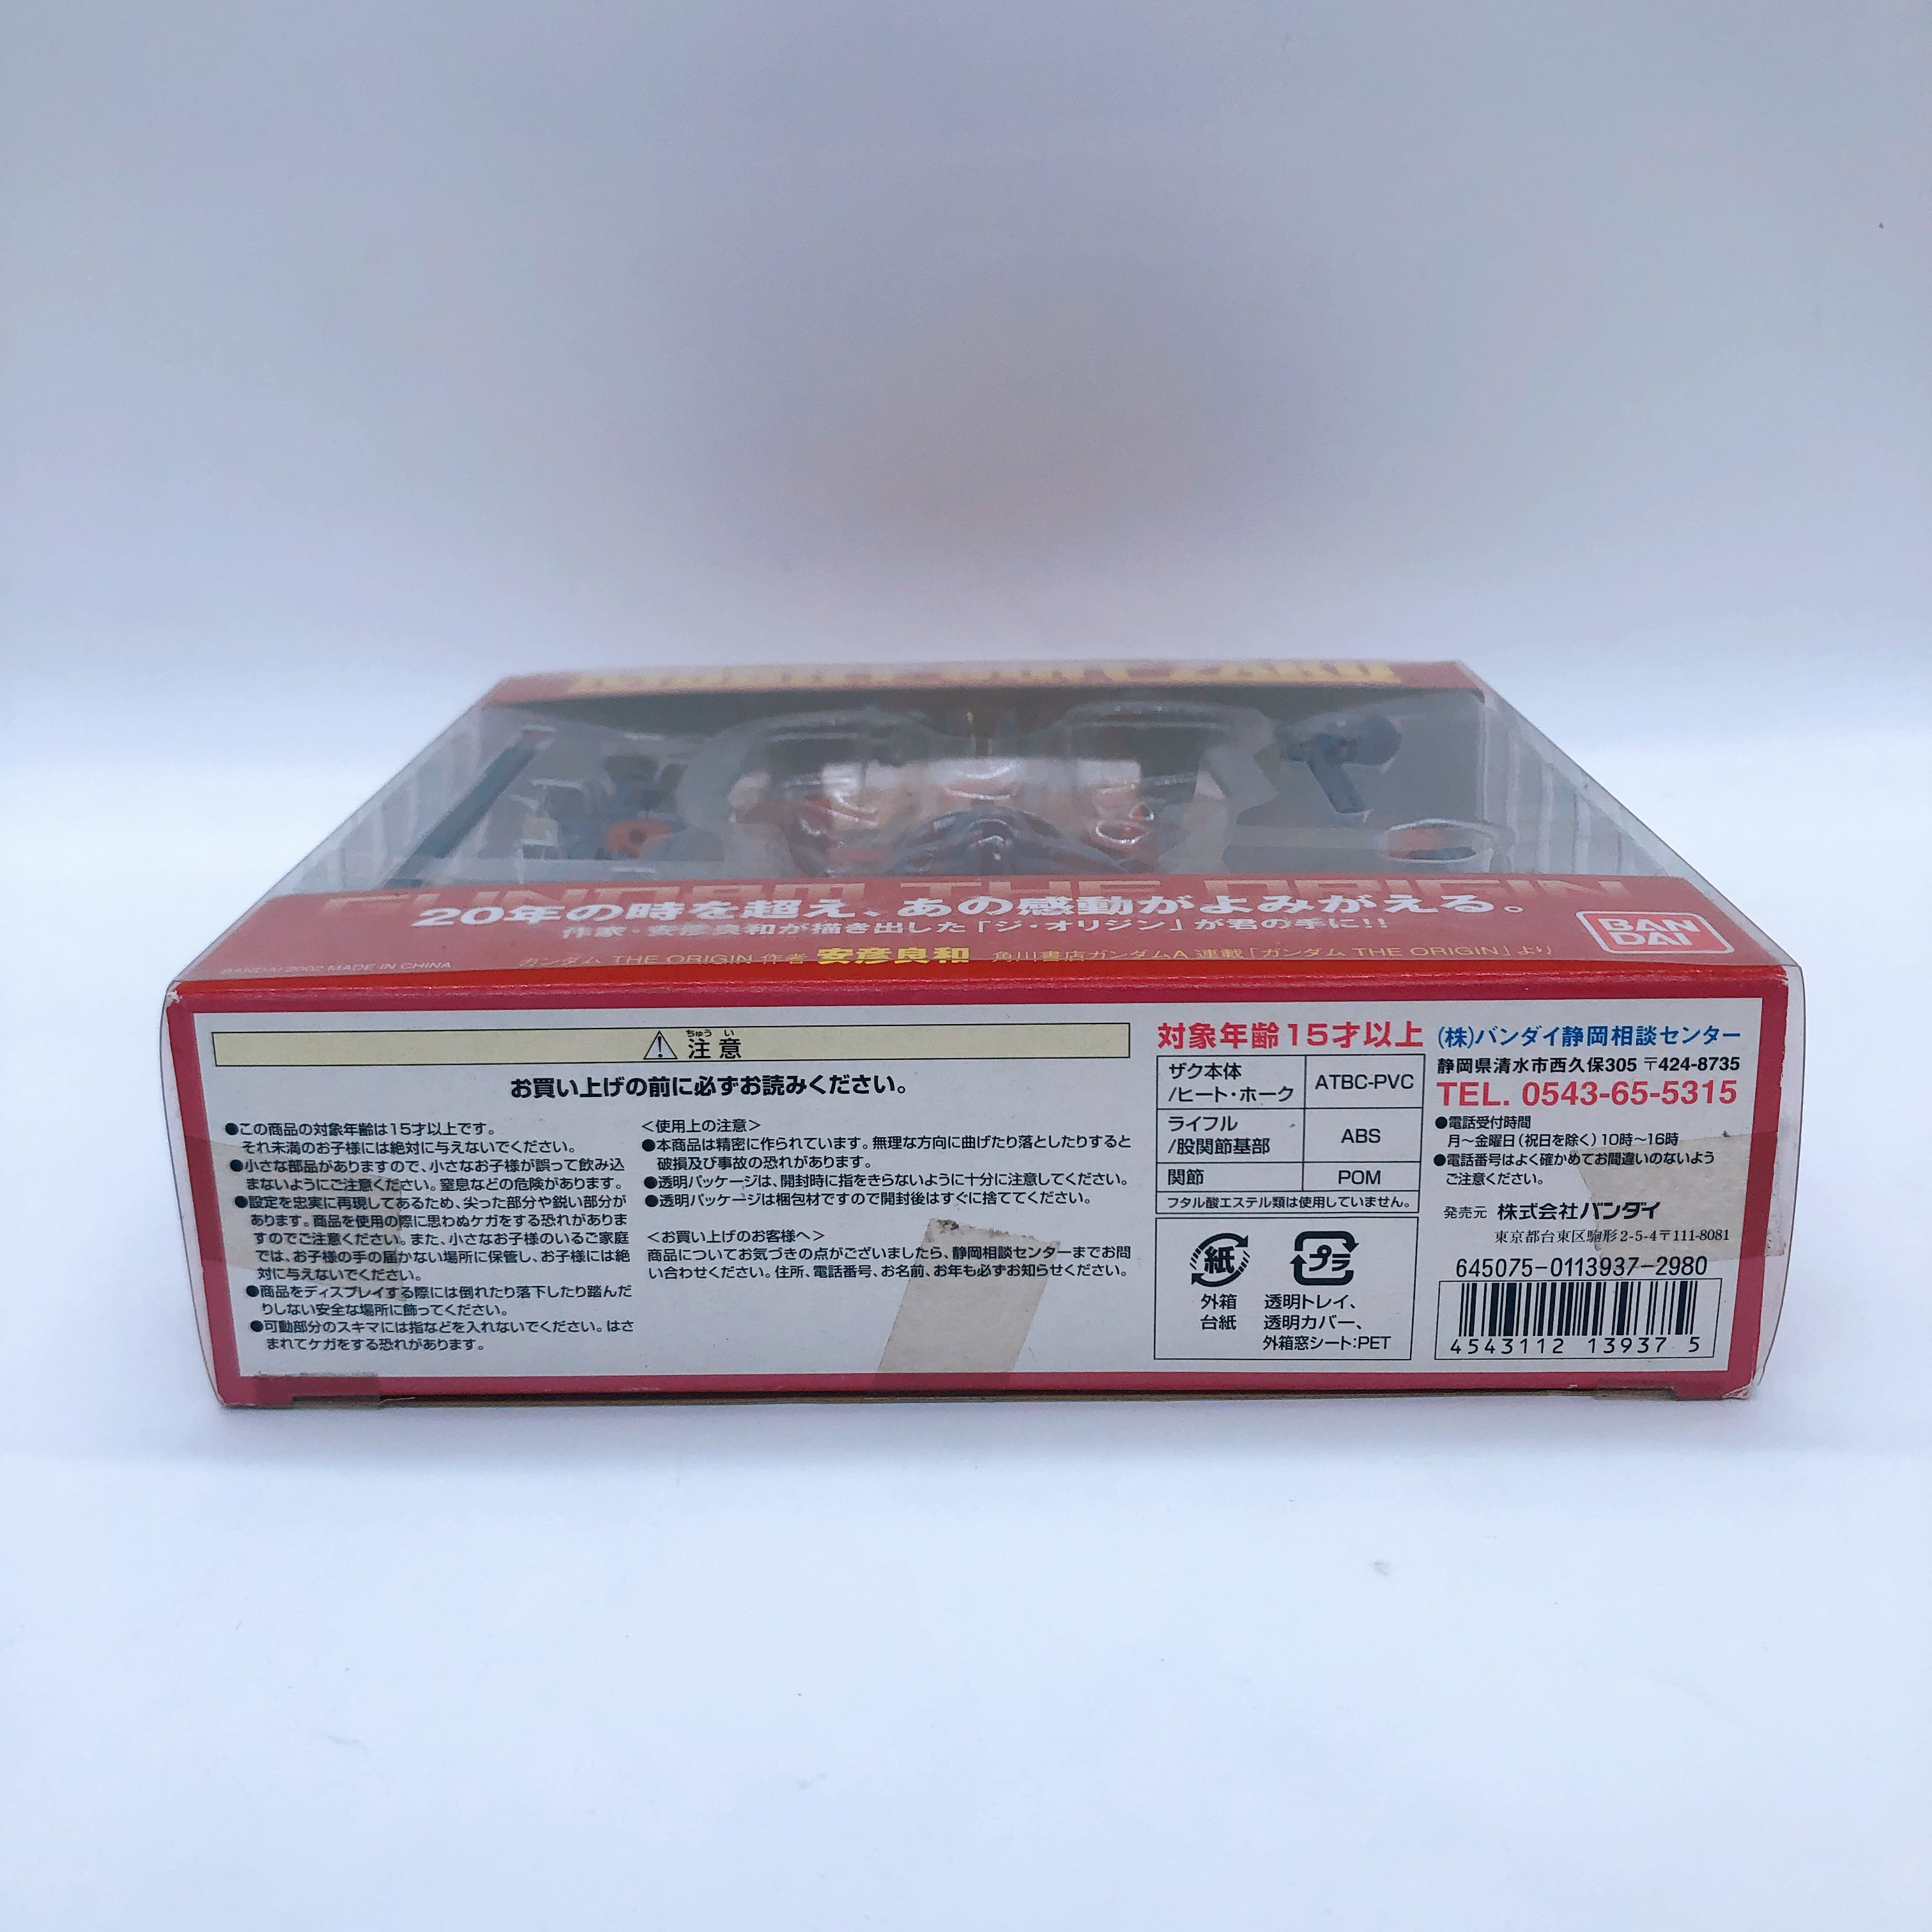 20年の時を超え、あの感動がよみがえる。
作家・安彦良和が描き出した「ジ・オリジン」が君の手に!!
BANDAI 2002 MADE IN CHINA
ガンダム THE ORIGIN 作者 安彦良和 角川書店ガンダムA 連載「ガンダム THE ORIGIN」より
BAN
DAI
ちゅう い
注意
お買い上げの前に必ずお読みください。
●この商品の対象年齢は15才以上です。
それ未満のお子様には絶対に与えないでください。
●小さな部品がありますので、小さなお子様が誤って飲み込
まないようにご注意ください。窒息などの危険があります。
●設定を忠実に再現してあるため、尖った部分や鋭い部分が
あります。商品を使用の際に思わぬケガをする恐れがありま
すのでご注意ください。また、小さなお子様のいるご家庭
では、お子様の手の届かない場所に保管し、お子様には絶
対に与えないでください。
●商品をディスプレイする際には倒れたり落下したり踏んだ
りしない安全な場所に飾ってください。
●可動部分のスキマには指などを入れないでください。はさ
まれてケガをする恐れがあります。
<使用上の注意>
●本商品は精密に作られています。無理な方向に曲げたり落としたりすると
破損及び事故の恐れがあります。
●透明パッケージは、開封時に指をきらないように十分に注意してください。
●透明パッケージは梱包材ですので開封後はすぐに捨ててください。
<お買い上げのお客様へ>
商品についてお気づきの点がございましたら、静岡相談センターまでお問
い合わせください。住所、電話番号、お名前、お年も必ずお知らせください。
対象年齢15才以上
ザク本体
/ヒート・ホーク
ATBC-PVC
ライフル
/股関節基部
ABS
関節
POM
フタル酸エステル類は使用していません。
紙
プラ
外箱
台紙
透明トレイ、
透明カバー、
外箱窓シート:PET
(株)バンダイ静岡相談センター
静岡県清水市西久保305 〒424-8735
TEL. 0543-65-5315
●電話受付時間
月〜金曜日(祝日を除く)10時〜16時
●電話番号はよく確かめてお間違いのないよう
ご注意ください。
発売元 株式会社バンダイ
東京都台東区駒形2-5-4〒111-8081
645075-0113937-2980
4543112 139375